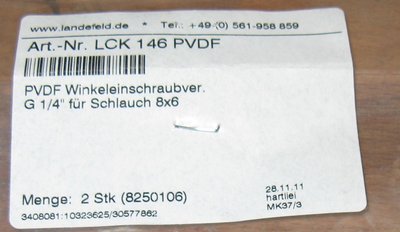 www.landefeld.de * Tel.: +49-(0) 561-958 859
Art.-Nr. LCK 146 PVDF
PVDF Winkeleinschraubver.
G 1/4" für Schlauch 8x6
Menge: 2 Stk (8250106)
28.11.11
hartliei
MK37/3
3408081:10323625/30577862